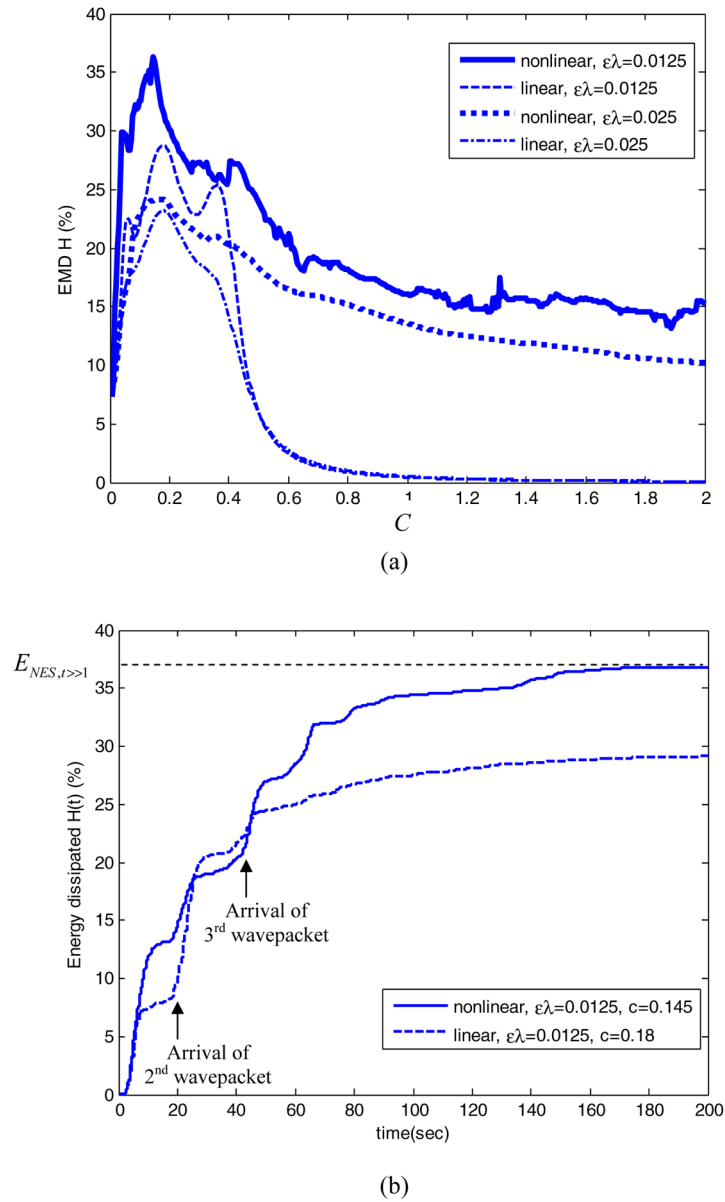 40
35
30
25
20
15
10
5
0
EMD H (%)
nonlinear, ελ=0.0125
linear, ελ=0.0125
nonlinear, ελ=0.025
linear, ελ=0.025
0 0.2 0.4 0.6 0.8 1 1.2 1.4 1.6 1.8 2
C
(a)
40
E_{NES,t>>1}
35
30
25
20
15
10
5
0
Energy dissipated H(t) (%)
Arrival of
3rd wavepacket
Arrival of
2nd wavepacket
nonlinear, ελ=0.0125, c=0.145
linear, ελ=0.0125, c=0.18
0 20 40 60 80 100 120 140 160 180 200
time(sec)
(b)